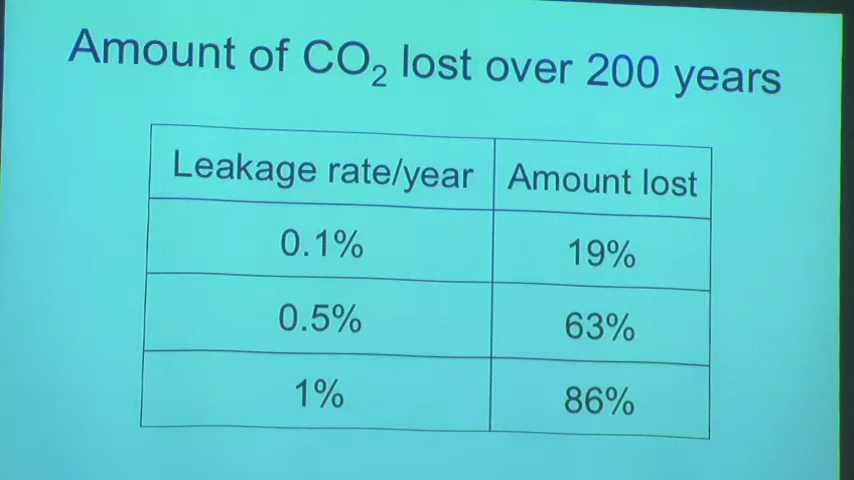 Amount of CO₂ lost over 200 years
Leakage rate/year Amount lost
0.1% 19%
0.5% 63%
1% 86%